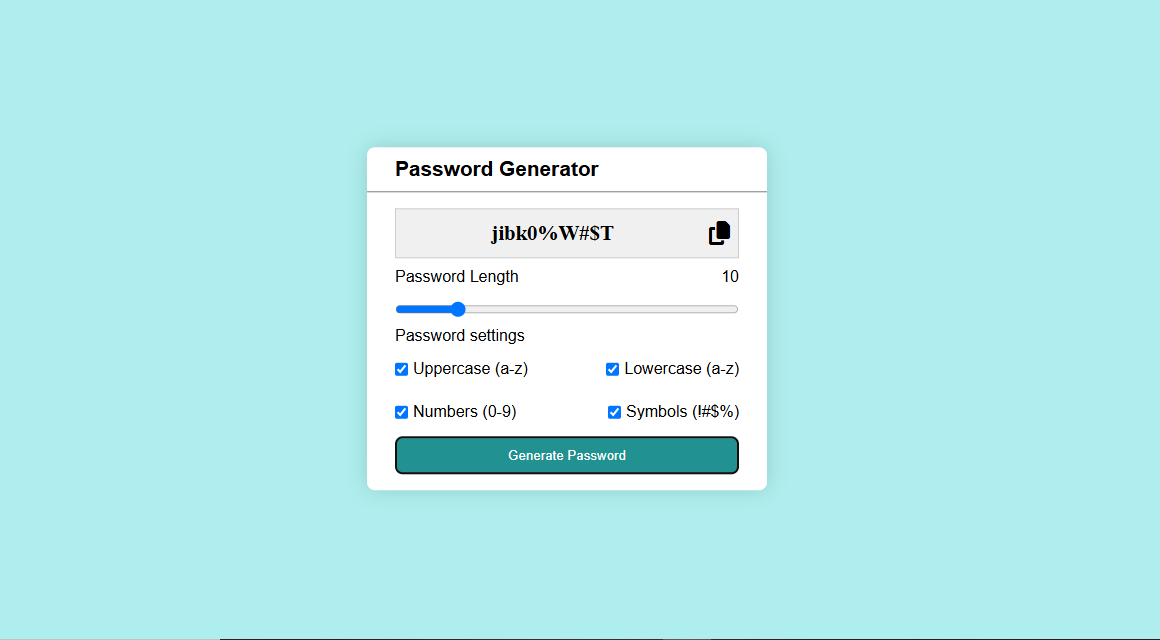 Password Generator
jibk0%W#$T
Password Length 10
Password settings
Uppercase (a-z) Lowercase (a-z)
Numbers (0-9) Symbols (!#$%)
Generate Password